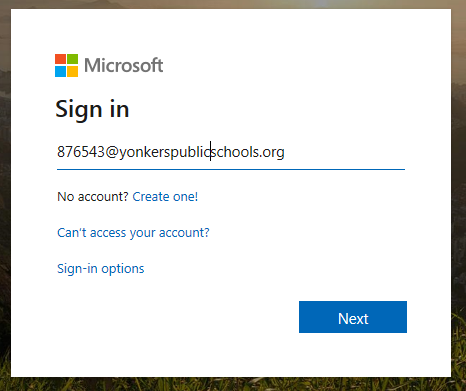 Microsoft
Sign in
876543@yonkerspublicschools.org
No account? Create one!
Can't access your account?
Sign-in options
Next